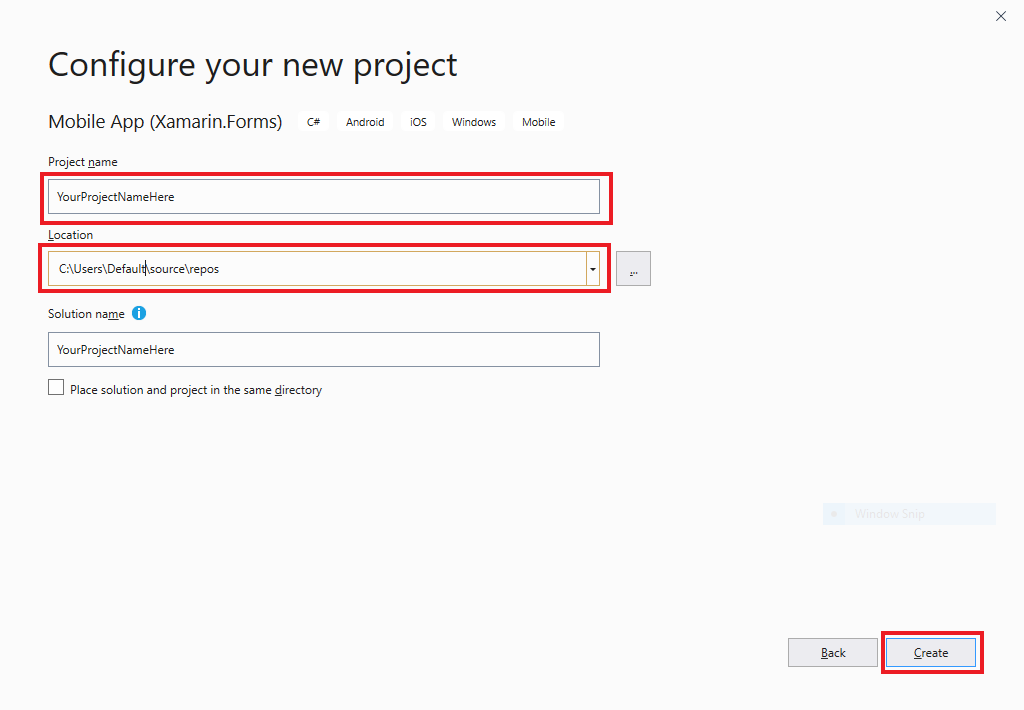 Configure your new project
Mobile App (Xamarin.Forms) C# Android iOS Windows Mobile
Project name
YourProjectNameHere
Location
C:\Users\Default\source\repos
...
Solution name
YourProjectNameHere
Place solution and project in the same directory
Window Snip
Back Create